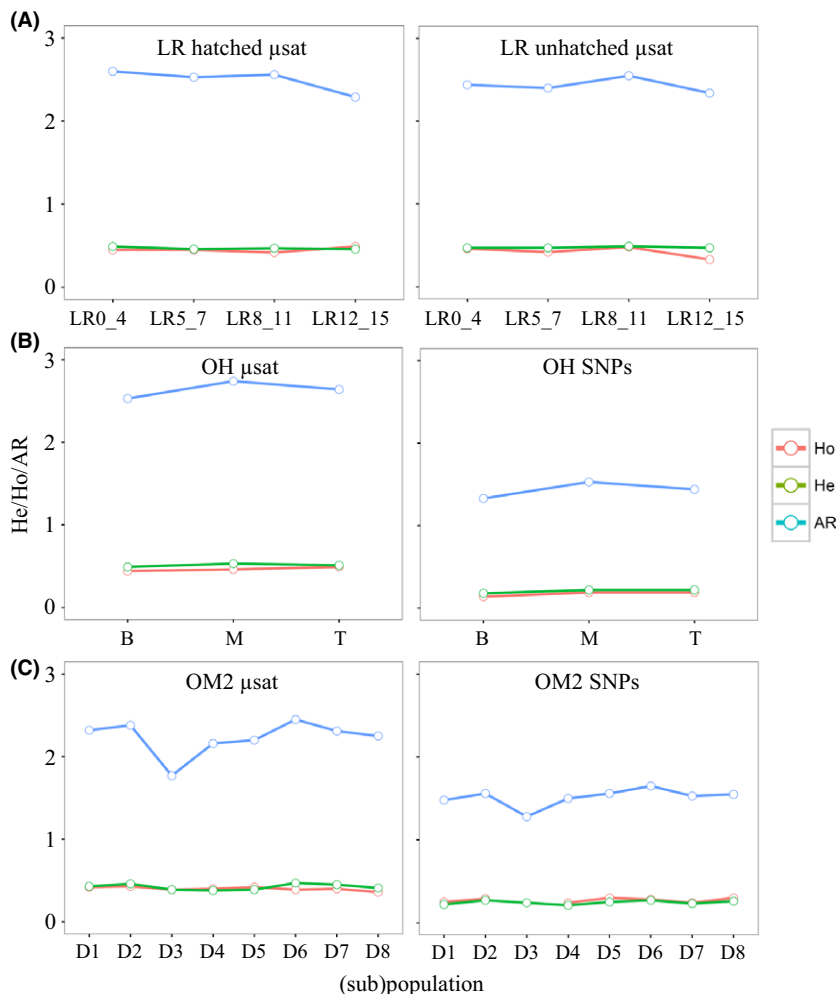 (A)
LR hatched µsat
LR unhatched µsat
3
2
1
0
LR0_4 LR5_7 LR8_11 LR12_15
LR0_4 LR5_7 LR8_11 LR12_15
(B)
OH µsat
OH SNPs
He/Ho/AR
3
2
1
0
B M T
B M T
Ho
He
AR
(C)
OM2 µsat
OM2 SNPs
3
2
1
0
D1 D2 D3 D4 D5 D6 D7 D8
D1 D2 D3 D4 D5 D6 D7 D8
(sub)population